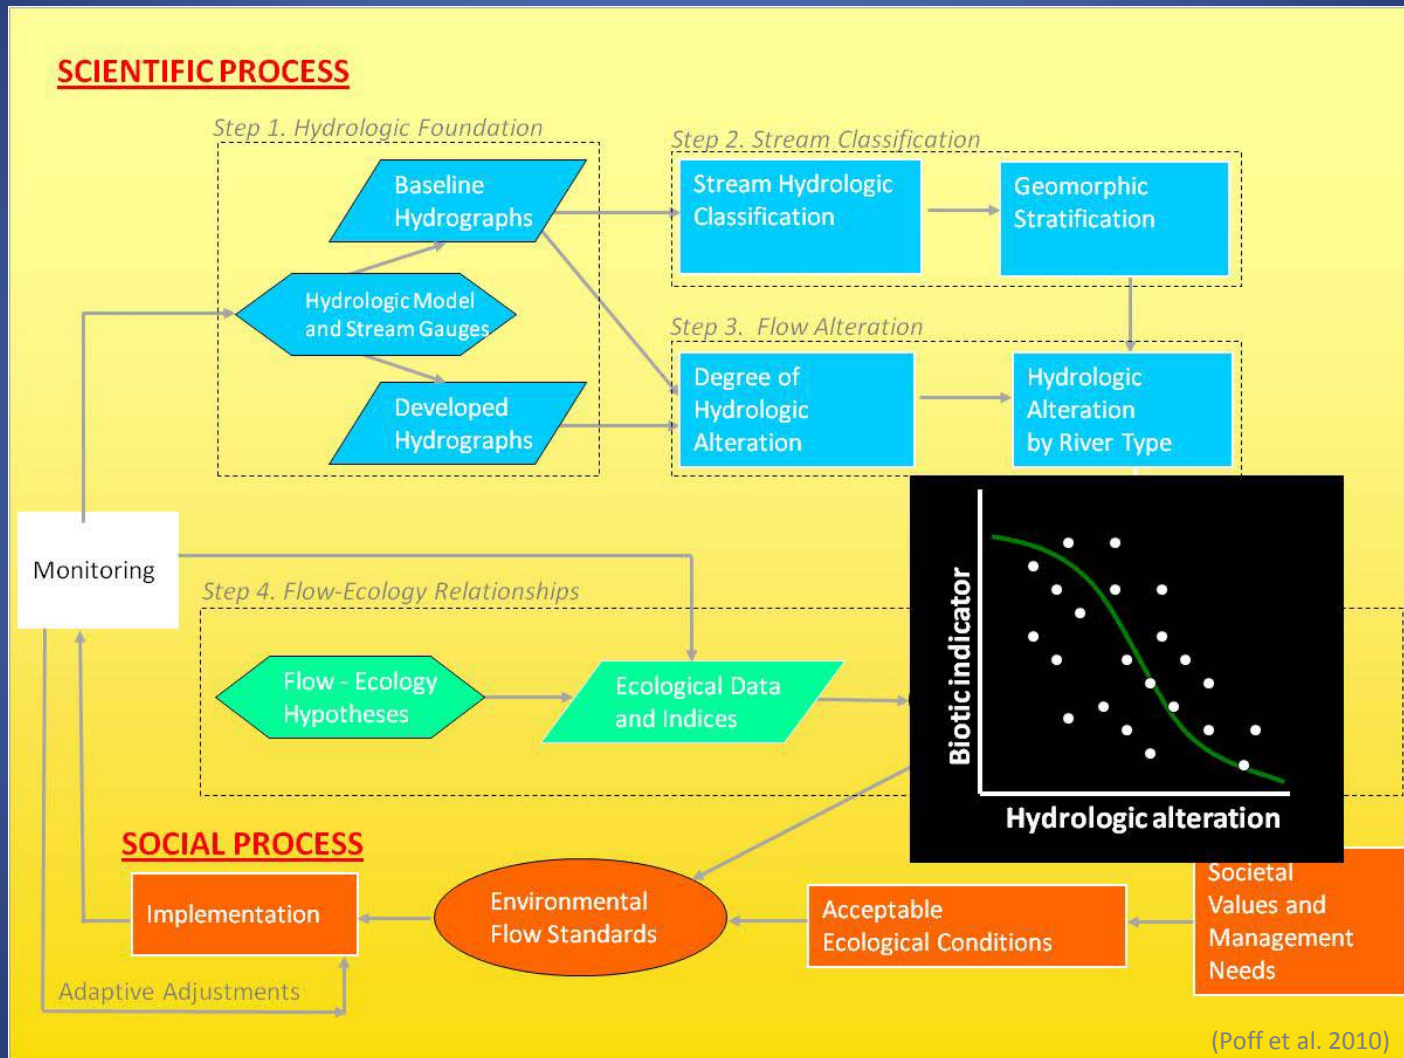 SCIENTIFIC PROCESS
Step 1. Hydrologic Foundation
Baseline
Hydrographs
Hydrologic Model
and Stream Gauges
Developed
Hydrographs
Step 2. Stream Classification
Stream Hydrologic
Classification
Geomorphic
Stratification
Step 3. Flow Alteration
Degree of
Hydrologic
Alteration
Hydrologic
Alteration
by River Type
Monitoring
Step 4. Flow-Ecology Relationships
Flow - Ecology
Hypotheses
Ecological Data
and Indices
Biotic indicator
Hydrologic alteration
SOCIAL PROCESS
Implementation
Environmental
Flow Standards
Acceptable
Ecological Conditions
Societal
Values and
Management
Needs
Adaptive Adjustments
(Poff et al. 2010)